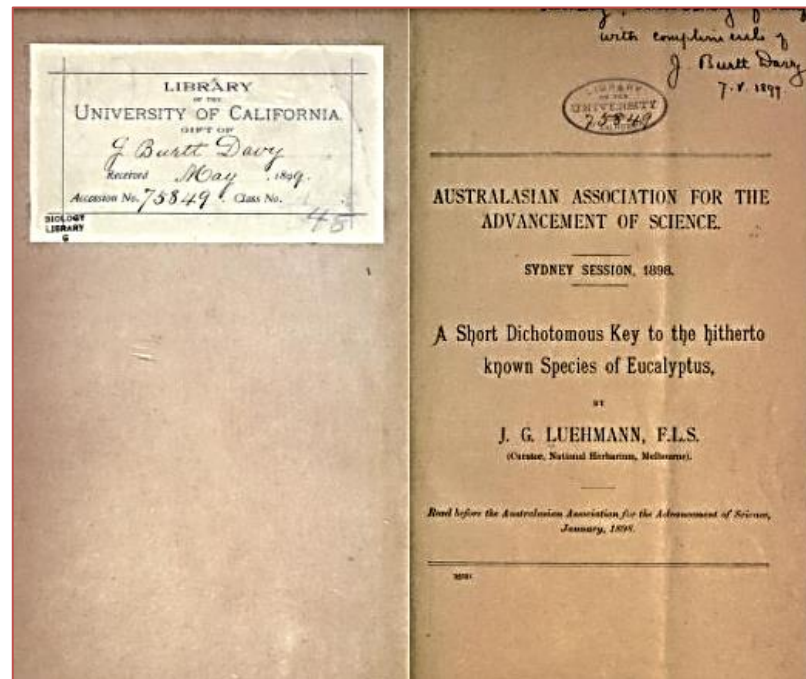 LIBRARY
OF THE
UNIVERSITY OF CALIFORNIA.
GIFT OF
J Burtt Davy
Received May, 1899.
Accession No. 75849. Class No.
45
BIOLOGY
LIBRARY
G
with compliments of
J. Burtt Davy
7.V.1899.
LIBRARY
OF THE
UNIVERSITY
75849
AUSTRALASIAN ASSOCIATION FOR THE
ADVANCEMENT OF SCIENCE.
SYDNEY SESSION, 1898.
A Short Dichotomous Key to the hitherto
known Species of Eucalyptus,
BY
J. G. LUEHMANN, F.L.S.
(Curator, National Herbarium, Melbourne).
Read before the Australasian Association for the Advancement of Science,
January, 1898.